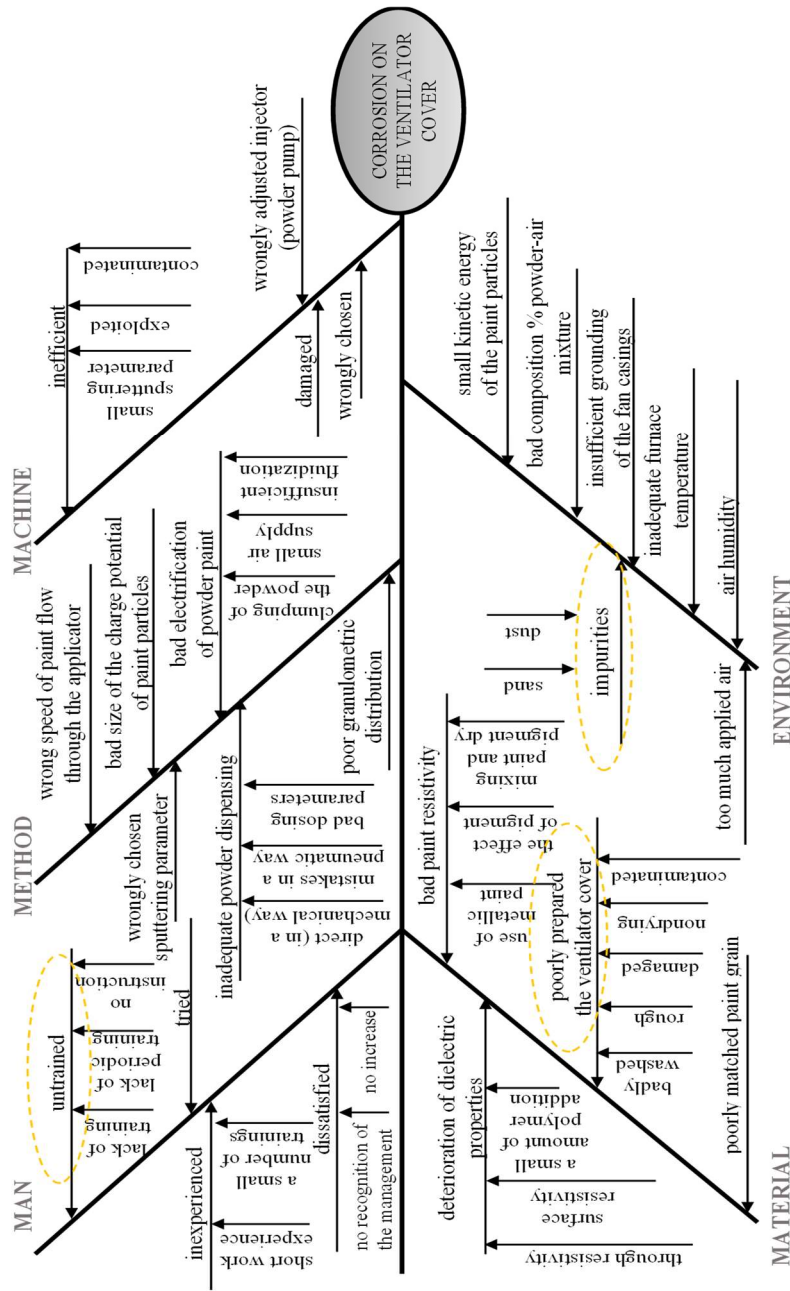 MAN
untrained
lack of
training
lack of
periodic
training
no
instruction
tried
inexperienced
short work
experience
a small
number of
trainings
dissatisfied
no recognition of
the management
no increase
METHOD
wrong speed of paint flow
through the applicator
bad size of the charge potential
of paint particles
wrongly chosen
sputtering parameter
bad electrification
of powder paint
clumping of
the powder
small air
supply
insufficient
fluidization
inadequate powder dispensing
direct (in a
mechanical way)
mistakes in a
pneumatic way
bad dosing
parameters
poor granulometric
distribution
MACHINE
inefficient
small
sputtering
parameter
exploited
contaminated
wrongly adjusted injector
(powder pump)
damaged
wrongly chosen
CORROSION ON
THE VENTILATOR
COVER
MATERIAL
bad paint resistivity
use of
metallic
paint
the effect
of pigment
mixing
paint and
pigment dry
deterioration of dielectric
properties
through resistivity
surface
resistivity
a small
amount of
polymer
addition
poorly prepared
the ventilator cover
badly
washed
rough
damaged
nondrying
contaminated
poorly matched paint grain
ENVIRONMENT
small kinetic energy
of the paint particles
bad composition % powder-air
mixture
insufficient grounding
of the fan casings
inadequate furnace
temperature
air humidity
impurities
sand
dust
too much applied air